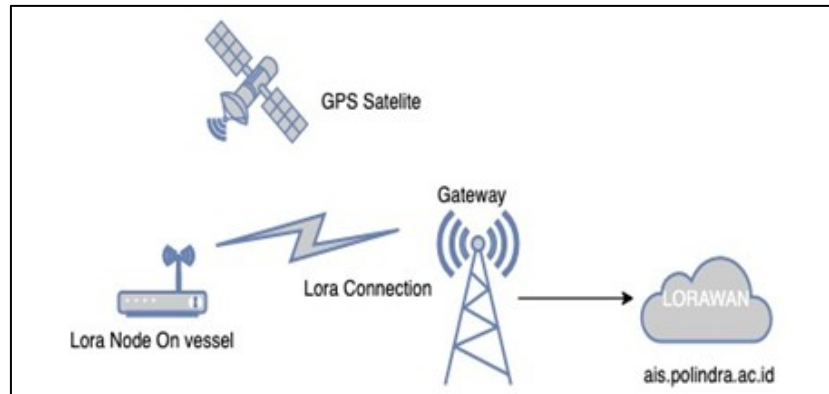 GPS Satelite
Gateway
Lora Connection
Lora Node On vessel
LORAWAN
ais.polindra.ac.id